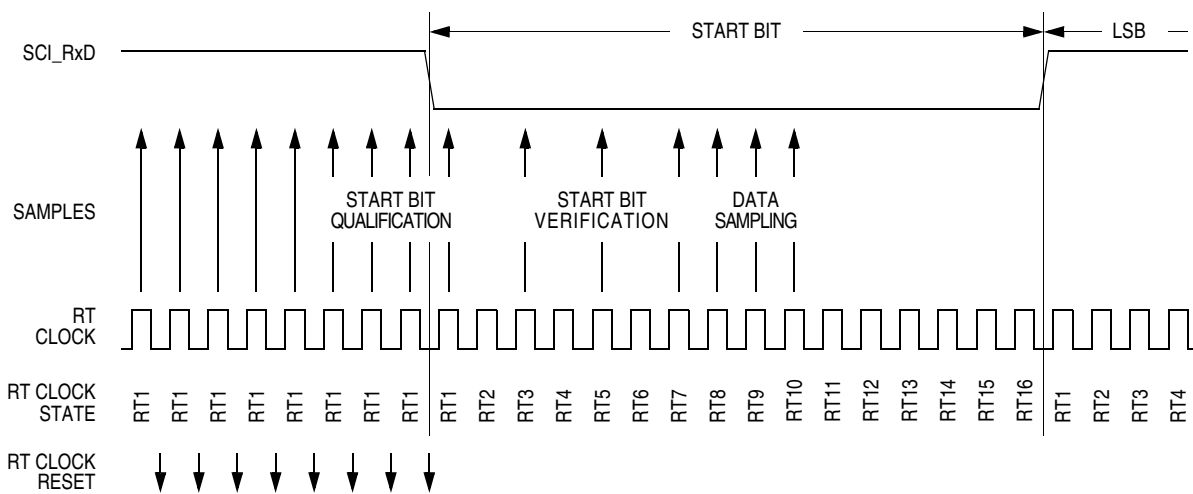 START BIT
LSB
SCI_RxD
SAMPLES
START BIT
QUALIFICATION
START BIT
VERIFICATION
DATA
SAMPLING
RT
CLOCK
RT CLOCK
STATE
RT1 RT1 RT1 RT1 RT1 RT1 RT1 RT1 RT1 RT2 RT3 RT4 RT5 RT6 RT7 RT8 RT9 RT10 RT11 RT12 RT13 RT14 RT15 RT16 RT1 RT2 RT3 RT4
RT CLOCK
RESET